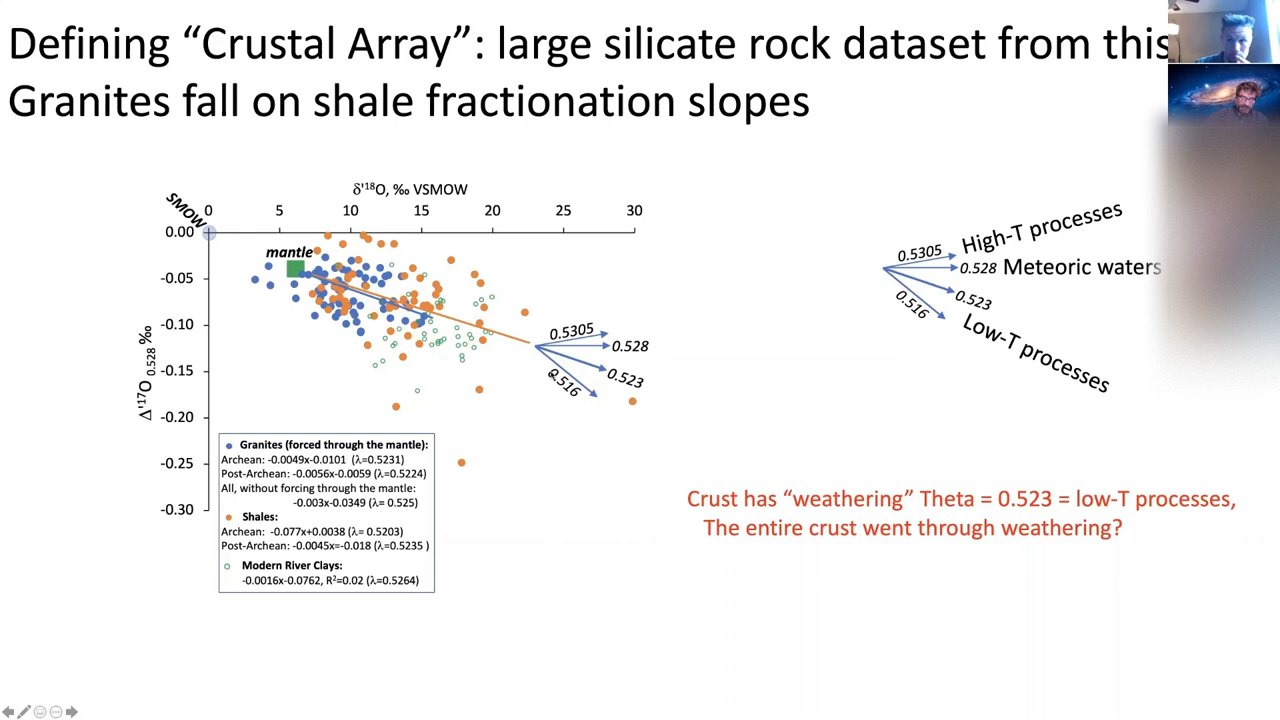 Defining “Crustal Array”: large silicate rock dataset from this
Granites fall on shale fractionation slopes
δ'¹⁸O, ‰ VSMOW
SMOW
0 5 10 15 20 25 30
0.00
-0.05
-0.10
-0.15
-0.20
-0.25
-0.30
Δ'¹⁷O 0.528 ‰
mantle
0.5305
0.528
0.523
0.516
Granites (forced through the mantle):
Archean: -0.0049x-0.0101 (λ=0.5231)
Post-Archean: -0.0056x-0.0059 (λ=0.5224)
All, without forcing through the mantle:
-0.003x-0.0349 (λ= 0.525)
Shales:
Archean: -0.077x+0.0038 (λ= 0.5203)
Post-Archean: -0.0045x=-0.018 (λ=0.5235 )
Modern River Clays:
-0.0016x-0.0762, R²=0.02 (λ=0.5264)
0.5305 High-T processes
0.528 Meteoric waters
0.523
0.516 Low-T processes
Crust has “weathering” Theta = 0.523 = low-T processes,
The entire crust went through weathering?